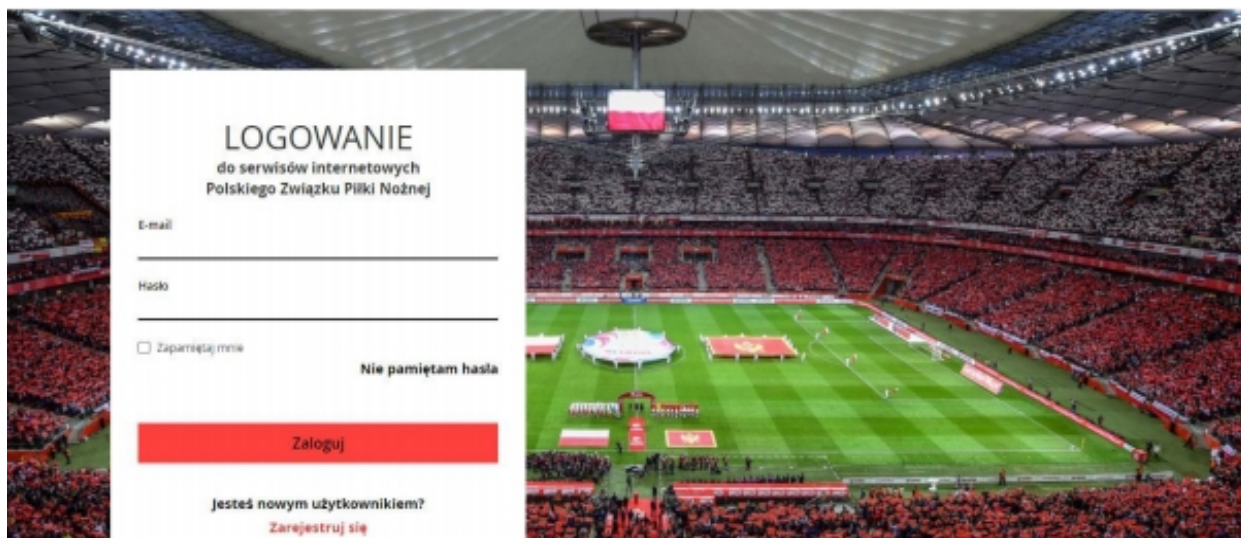 LOGOWANIE
do serwisów internetowych
Polskiego Związku Piłki Nożnej
E-mail
Hasło
Zapamiętaj mnie
Nie pamiętam hasła
Zaloguj
Jesteś nowym użytkownikiem?
Zarejestruj się